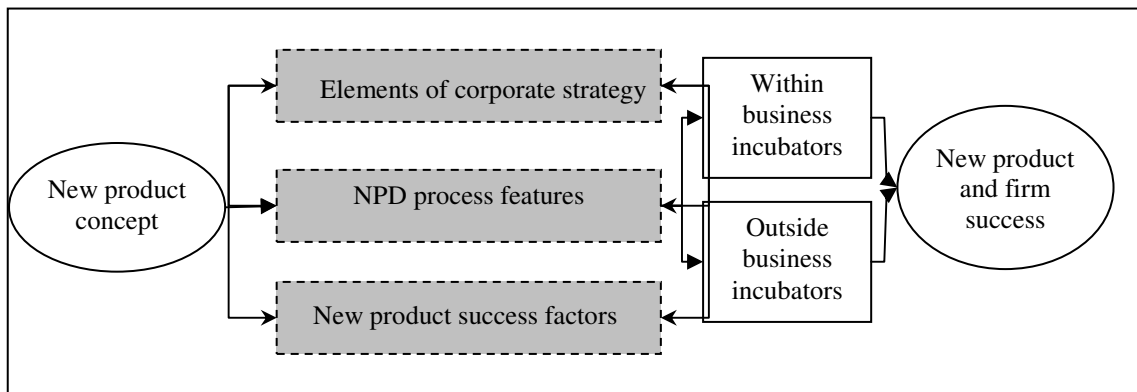 New product
concept
Elements of corporate strategy
NPD process features
New product success factors
Within
business
incubators
Outside
business
incubators
New product
and firm
success